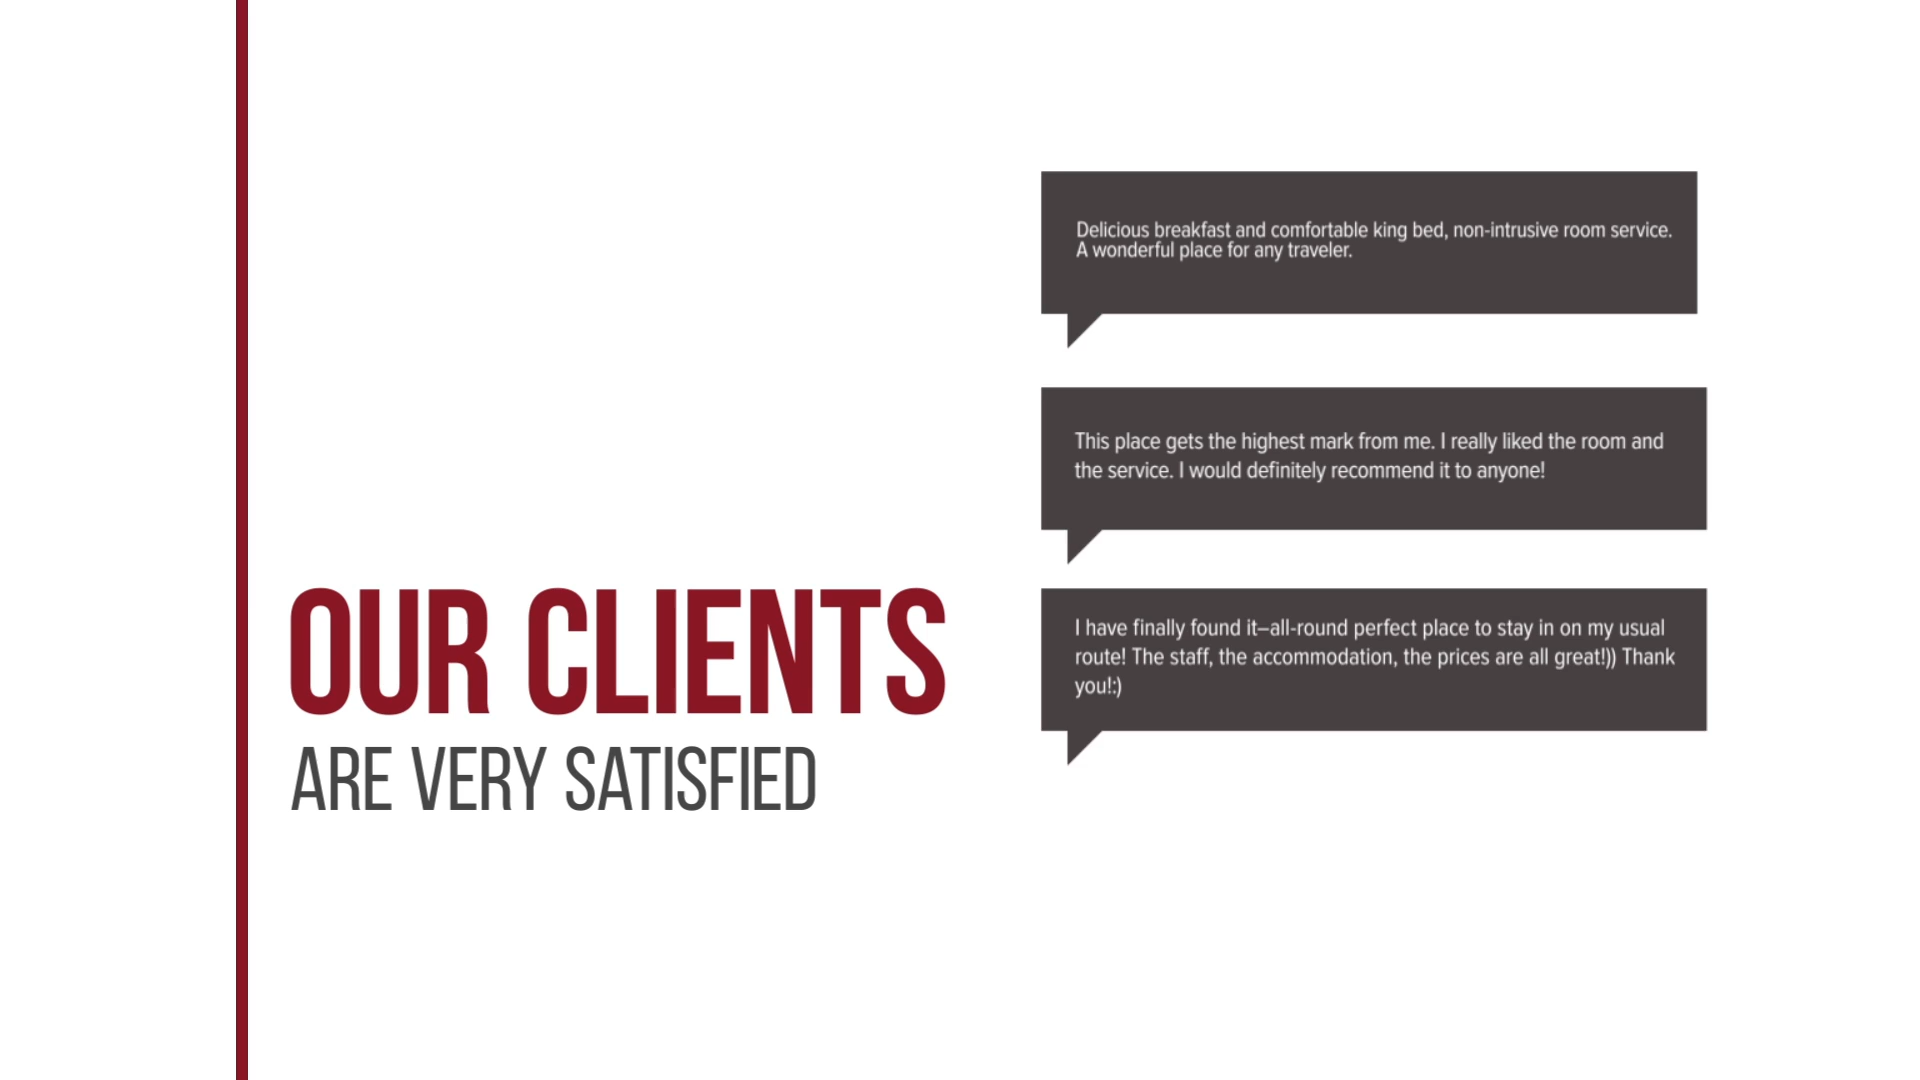 OUR CLIENTS
ARE VERY SATISFIED
Delicious breakfast and comfortable king bed, non-intrusive room service.
A wonderful place for any traveler.
This place gets the highest mark from me. I really liked the room and
the service. I would definitely recommend it to anyone!
I have finally found it–all-round perfect place to stay in on my usual
route! The staff, the accommodation, the prices are all great!)) Thank
you!:)